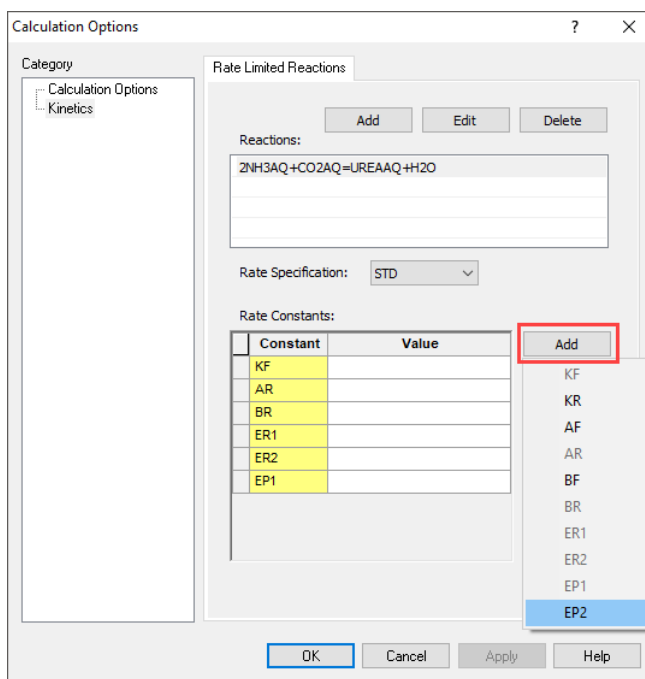 Calculation Options
?
Category
Calculation Options
Kinetics
Rate Limited Reactions
Add Edit Delete
Reactions:
2NH3AQ+CO2AQ=UREAAQ+H2O
Rate Specification: STD
Rate Constants:
Constant Value
KF
AR
BR
ER1
ER2
EP1
Add
KF
KR
AF
AR
BF
BR
ER1
ER2
EP1
EP2
OK Cancel Apply Help